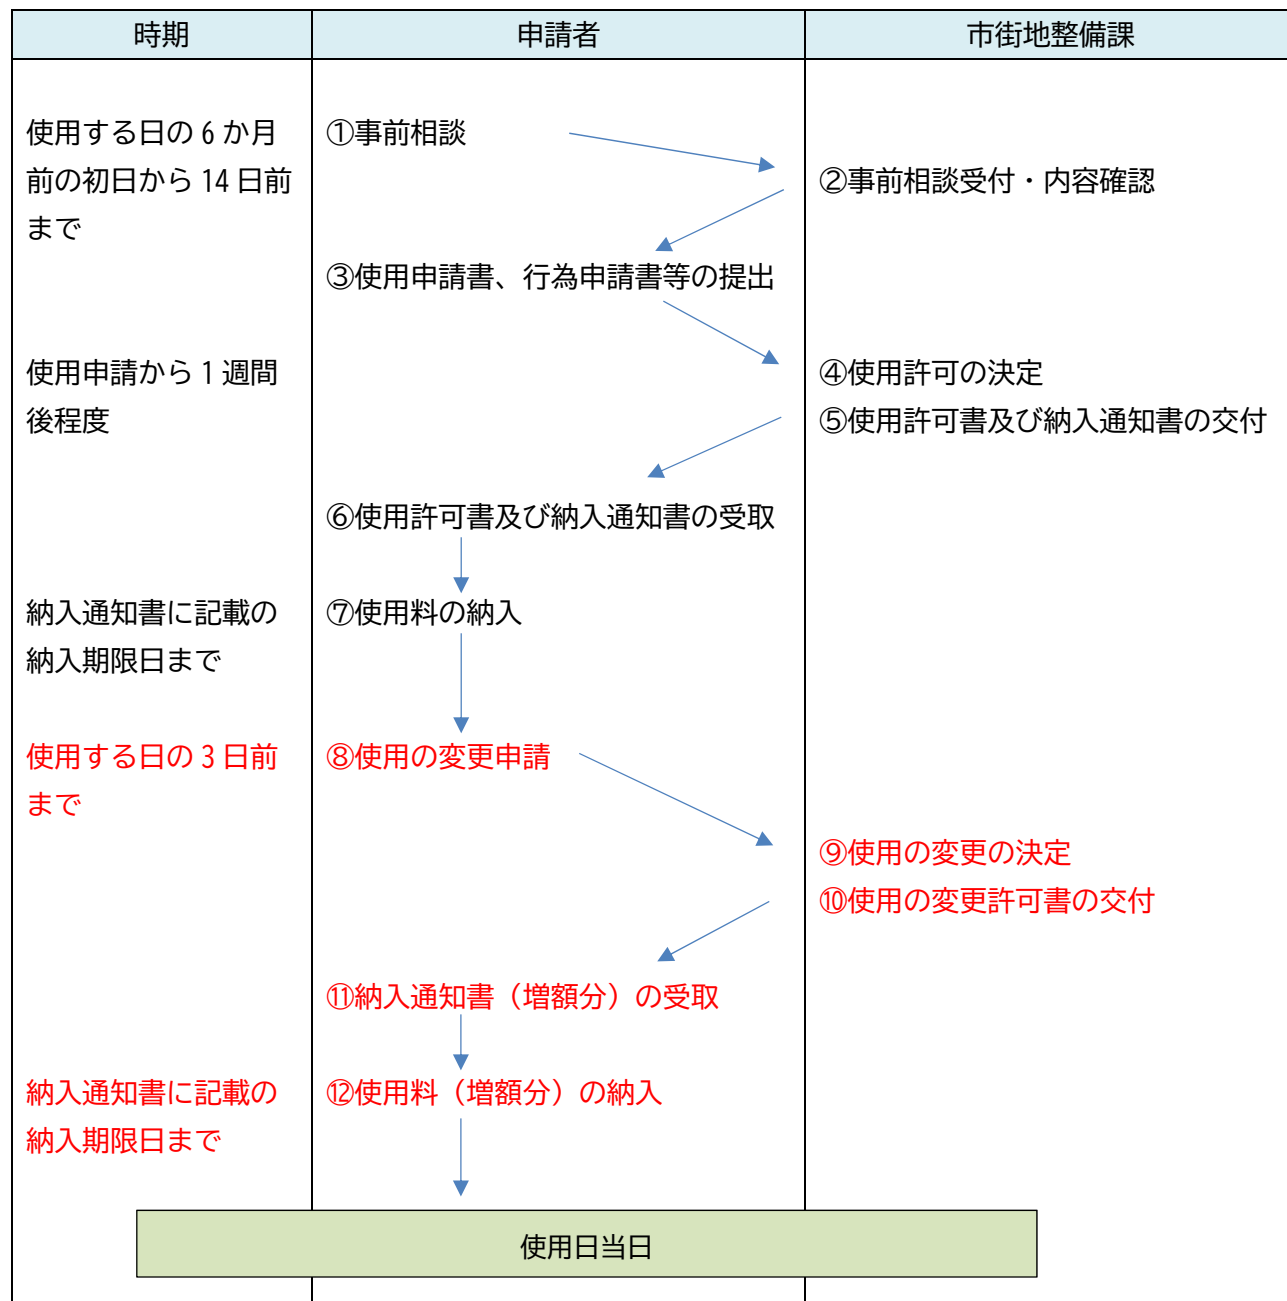 時期 申請者 市街地整備課
使用する日の6か月 ①事前相談
前の初日から14日前 ②事前相談受付・内容確認
まで
③使用申請書、行為申請書等の提出
使用申請から1週間 ④使用許可の決定
後程度 ⑤使用許可書及び納入通知書の交付
⑥使用許可書及び納入通知書の受取
納入通知書に記載の ⑦使用料の納入
納入期限日まで
使用する日の3日前 ⑧使用の変更申請
まで
⑨使用の変更の決定
⑩使用の変更許可書の交付
⑪納入通知書（増額分）の受取
納入通知書に記載の ⑫使用料（増額分）の納入
納入期限日まで
使用日当日